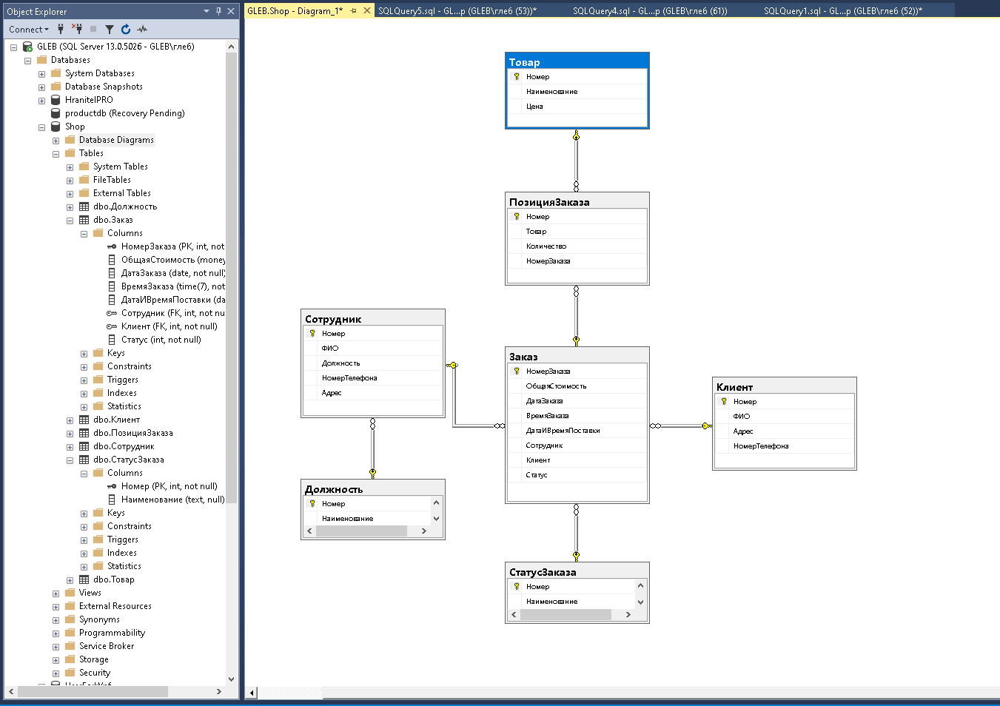 Object Explorer
Connect
GLEB (SQL Server 13.0.5026 - GLEB\глеб)
Databases
System Databases
Database Snapshots
HranitelPRO
productdb (Recovery Pending)
Shop
Database Diagrams
Tables
System Tables
FileTables
External Tables
dbo.Должность
dbo.Заказ
Columns
НомерЗаказа (PK, int, not
ОбщаяСтоимость (money
ДатаЗаказа (date, not null)
ВремяЗаказа (time(7), not
ДатаИВремяПоставки (da
Сотрудник (FK, int, not nu
Клиент (FK, int, not null)
Статус (int, not null)
Keys
Constraints
Triggers
Indexes
Statistics
dbo.Клиент
dbo.ПозицияЗаказа
dbo.Сотрудник
dbo.СтатусЗаказа
Columns
Номер (PK, int, not null)
Наименование (text, null)
Keys
Constraints
Triggers
Indexes
Statistics
dbo.Товар
Views
External Resources
Synonyms
Programmability
Service Broker
Storage
Security
GLEB.Shop - Diagram_1*
SQLQuery5.sql - GL...p (GLEB\глеб (53))*
SQLQuery4.sql - GL...p (GLEB\глеб (61))
SQLQuery1.sql - GL...p (GLEB\глеб (52))*
Товар
Номер
Наименование
Цена
ПозицияЗаказа
Номер
Товар
Количество
НомерЗаказа
Сотрудник
Номер
ФИО
Должность
НомерТелефона
Адрес
Заказ
НомерЗаказа
ОбщаяСтоимость
ДатаЗаказа
ВремяЗаказа
ДатаИВремяПоставки
Сотрудник
Клиент
Статус
Клиент
Номер
ФИО
Адрес
НомерТелефона
Должность
Номер
Наименование
СтатусЗаказа
Номер
Наименование